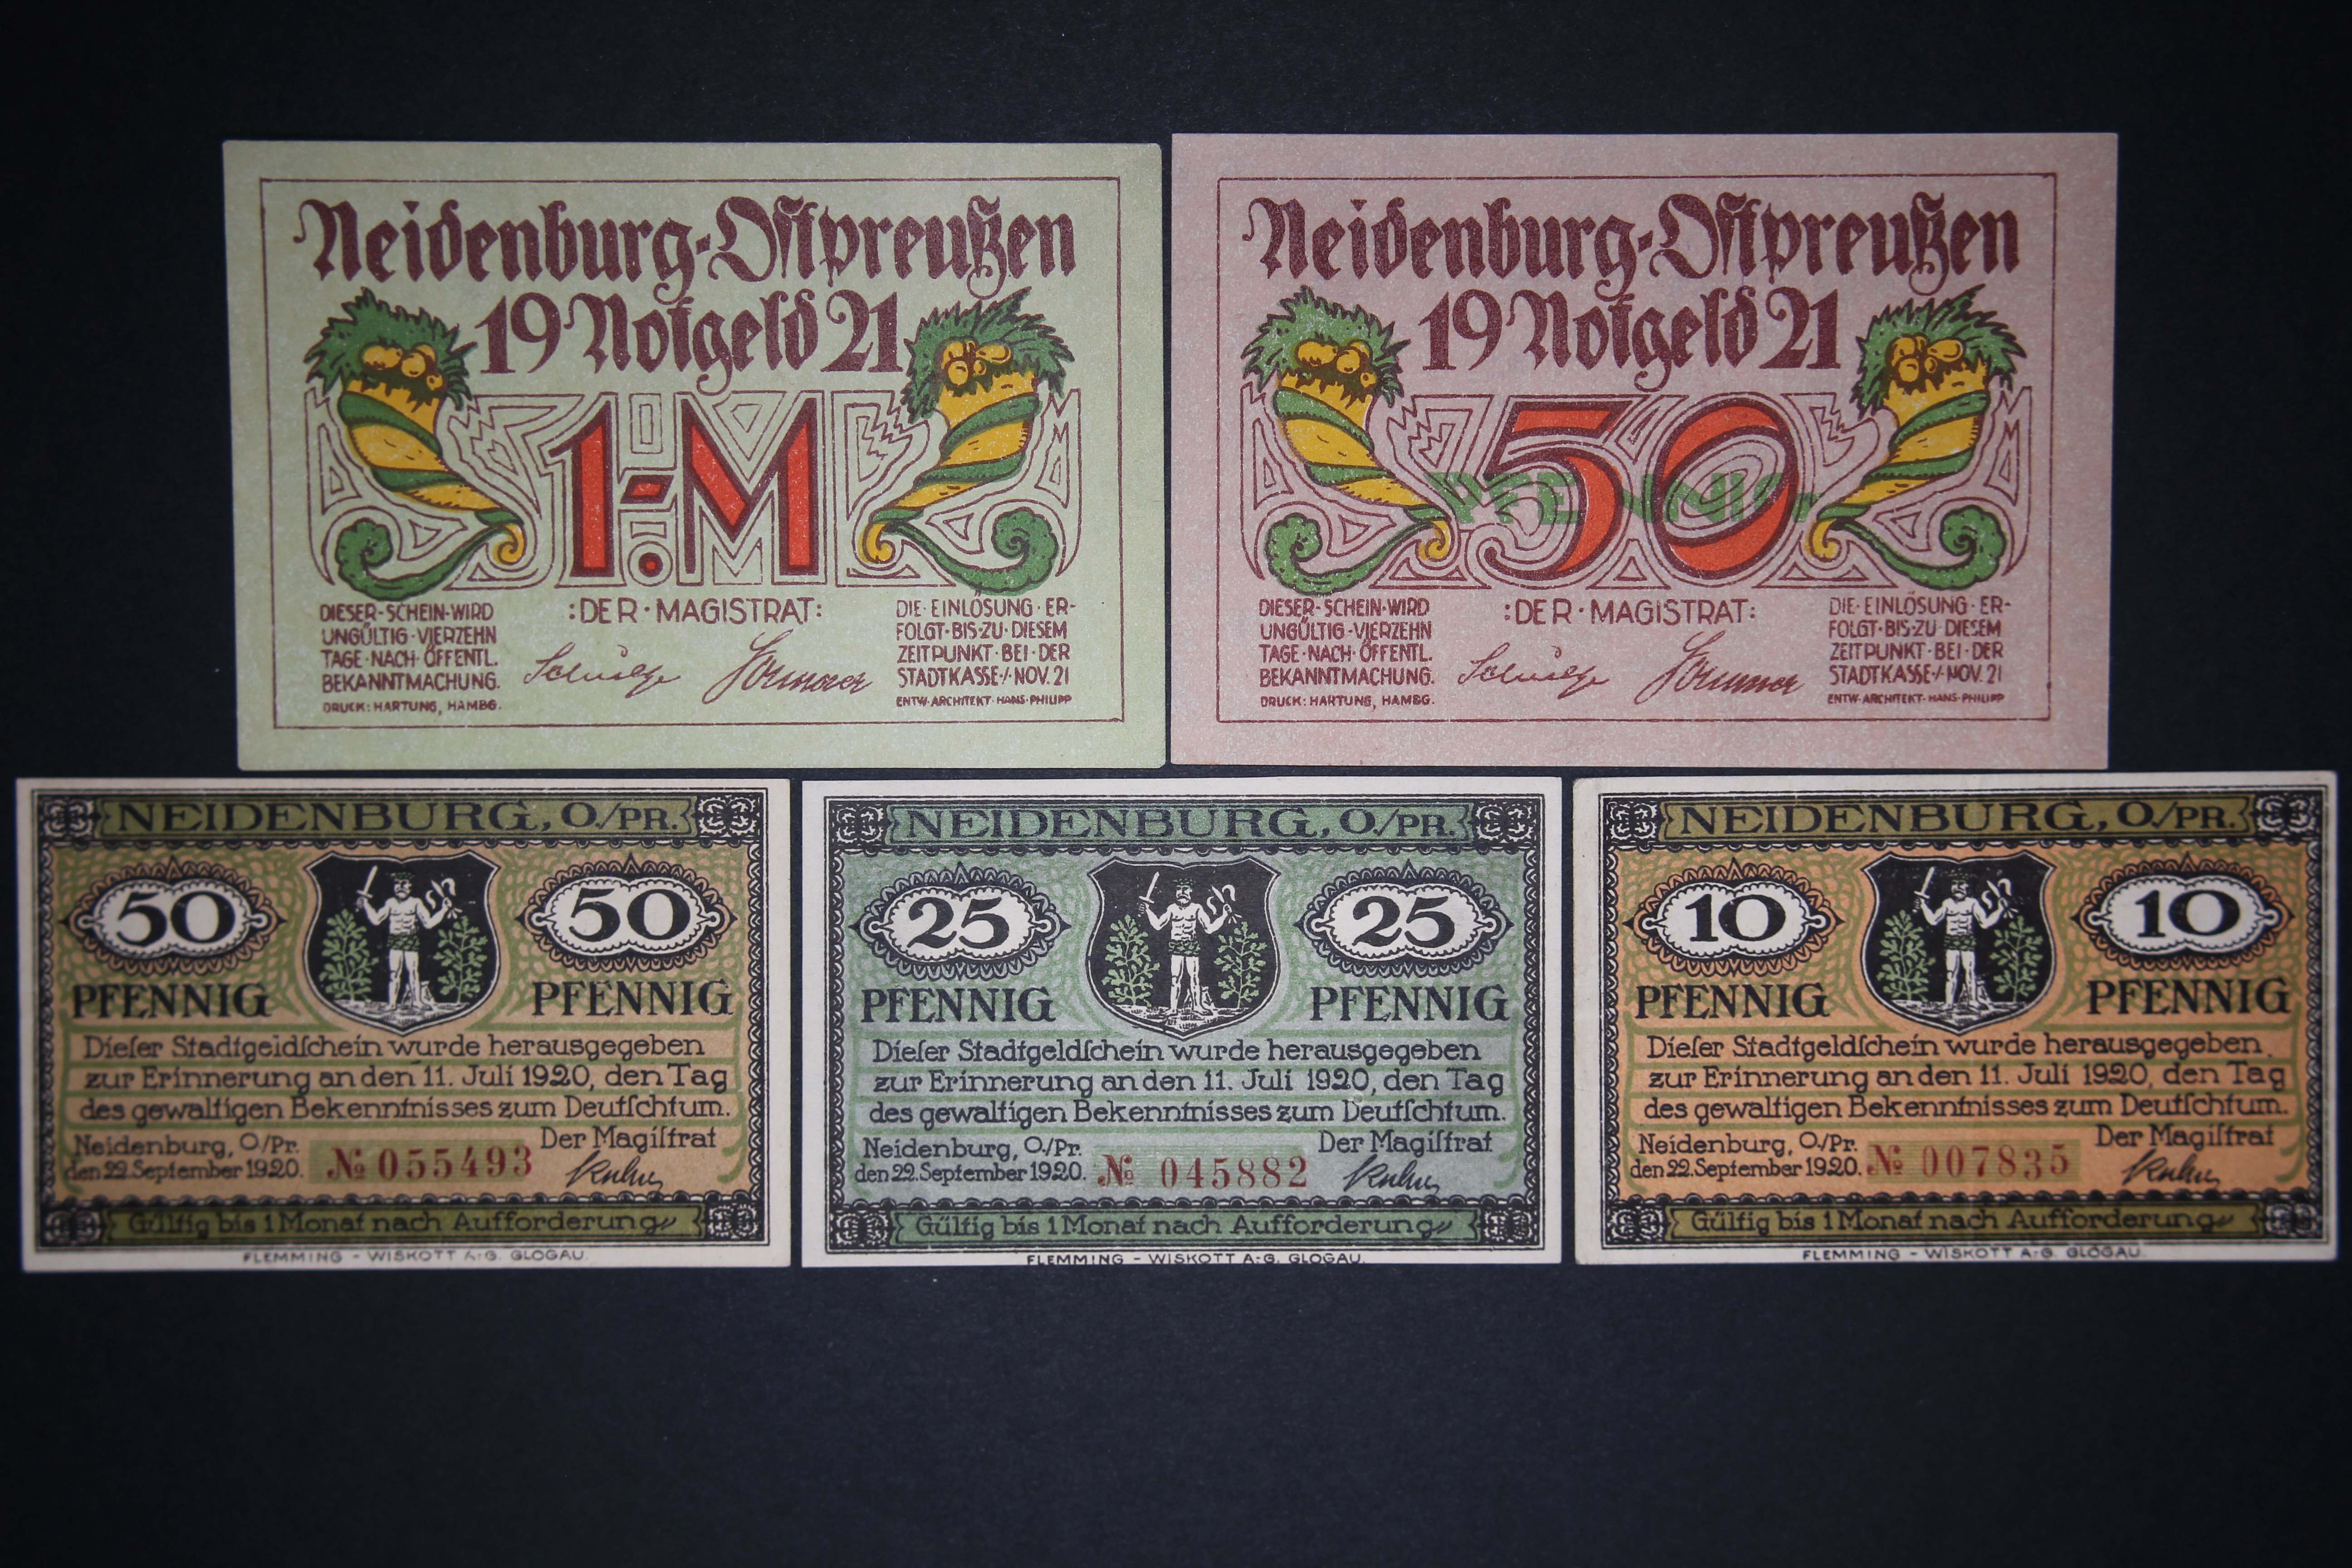 Neidenburg-Oſtpreußen
19 Notgeld 21
1.-M
DIESER-SCHEIN-WIRD
UNGÜLTIG-VIERZEHN
TAGE·NACH·ÖFFENTL.
BEKANNTMACHUNG.
DRUCK: HARTUNG, HAMBG.
:DER·MAGISTRAT:
Schulze Sommer
DIE·EINLÖSUNG·ER-
FOLGT·BIS·ZU·DIESEM
ZEITPUNKT·BEI·DER
STADTKASSE·/·NOV. 21
ENTW·ARCHITEKT·HANS·PHILIPP
Neidenburg-Oſtpreußen
19 Notgeld 21
50
PFENNIG
DIESER-SCHEIN-WIRD
UNGÜLTIG-VIERZEHN
TAGE·NACH·ÖFFENTL.
BEKANNTMACHUNG.
DRUCK: HARTUNG, HAMBG.
:DER·MAGISTRAT:
Schulze Sommer
DIE·EINLÖSUNG·ER-
FOLGT·BIS·ZU·DIESEM
ZEITPUNKT·BEI·DER
STADTKASSE·/·NOV. 21
ENTW·ARCHITEKT·HANS·PHILIPP
NEIDENBURG, O./PR.
50 50
PFENNIG PFENNIG
Dieſer Stadtgeldſchein wurde herausgegeben
zur Erinnerung an den 11. Juli 1920, den Tag
des gewaltigen Bekenntnisses zum Deutſchtum.
Neidenburg, O/Pr.
den 22. September 1920.
№ 055493
Der Magiſtrat
Gültig bis 1 Monat nach Aufforderung
FLEMMING - WISKOTT A.-G. GLOGAU.
NEIDENBURG, O./PR.
25 25
PFENNIG PFENNIG
Dieſer Stadtgeldſchein wurde herausgegeben
zur Erinnerung an den 11. Juli 1920, den Tag
des gewaltigen Bekenntnisses zum Deutſchtum.
Neidenburg, O/Pr.
den 22. September 1920.
№ 045882
Der Magiſtrat
Gültig bis 1 Monat nach Aufforderung
FLEMMING - WISKOTT A.-G. GLOGAU.
NEIDENBURG, O./PR.
10 10
PFENNIG PFENNIG
Dieſer Stadtgeldſchein wurde herausgegeben
zur Erinnerung an den 11. Juli 1920, den Tag
des gewaltigen Bekenntnisses zum Deutſchtum.
Neidenburg, O/Pr.
den 22. September 1920.
№ 007835
Der Magiſtrat
Gültig bis 1 Monat nach Aufforderung
FLEMMING - WISKOTT A.-G. GLOGAU.